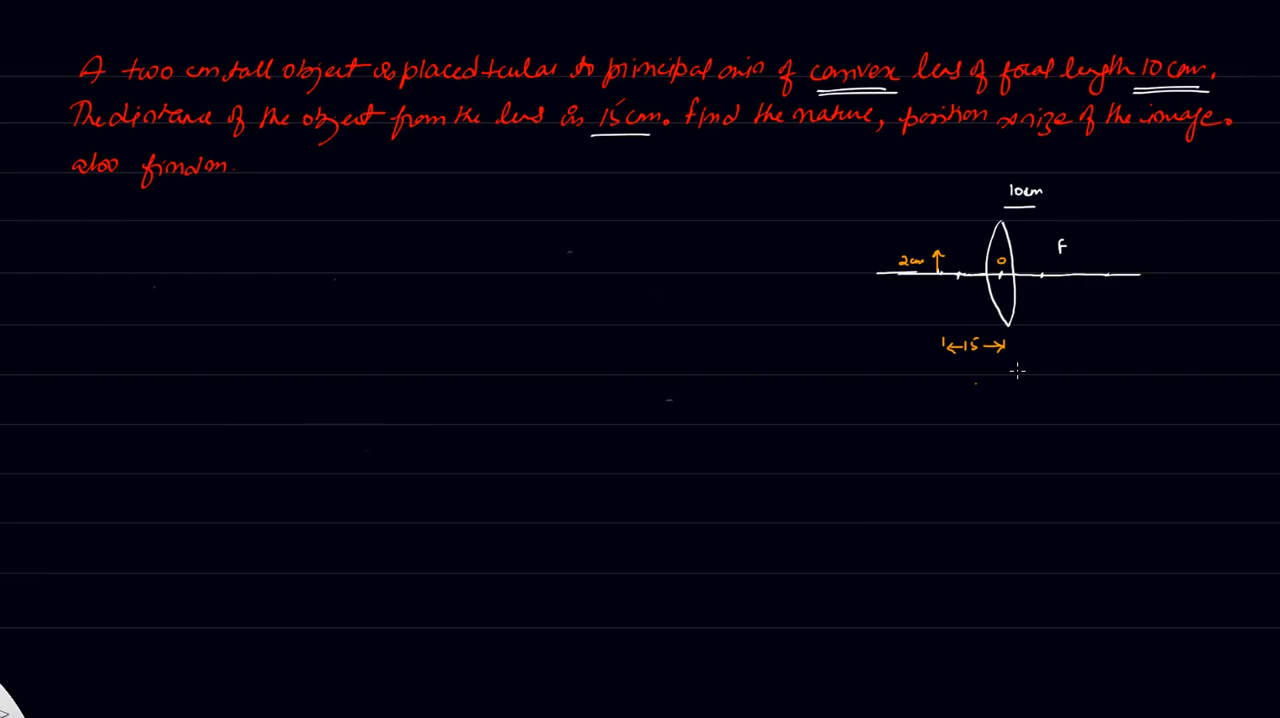 A two cm tall object is placed ⊥cular to principal axis of convex lens of focal length 10 cm.
The distance of the object from the lens is 15 cm. find the nature, position & size of the image.
also find m.
10cm
F
2cm
O
15